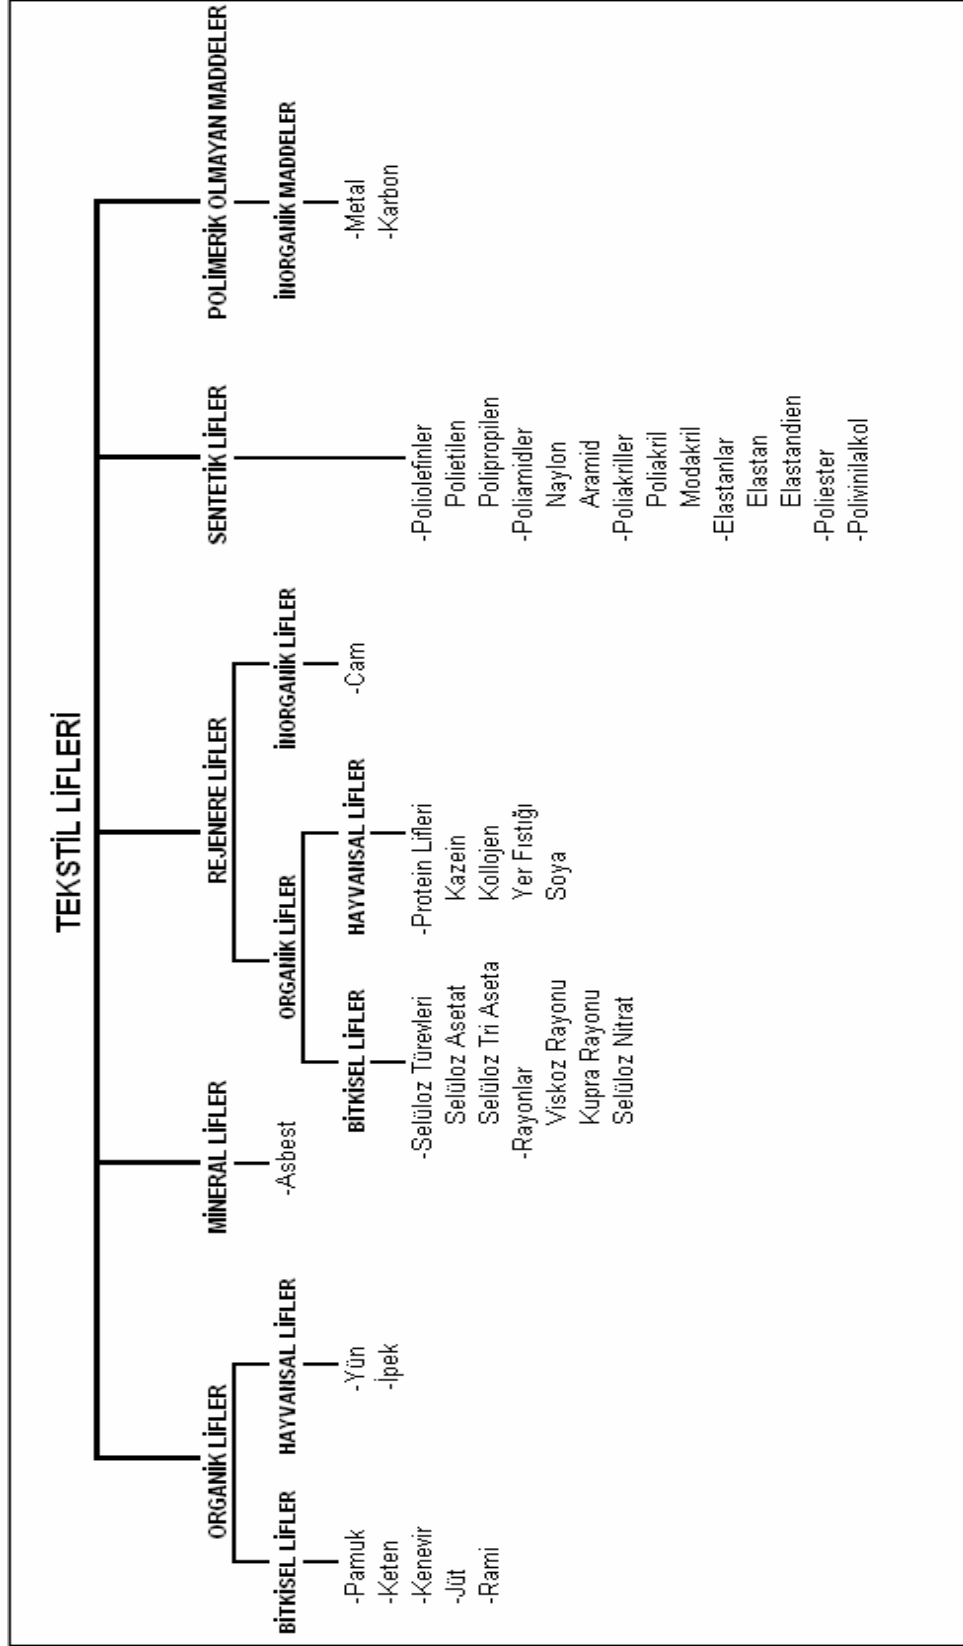 TEKSTİL LİFLERİ
ORGANİK LİFLER
BİTKİSEL LİFLER
-Pamuk
-Keten
-Kenevir
-Jüt
-Rami
HAYVANSAL LİFLER
-Yün
-İpek
MİNERAL LİFLER
-Asbest
REJENERE LİFLER
ORGANİK LİFLER
BİTKİSEL LİFLER
-Selüloz Türevleri
Selüloz Asetat
Selüloz Tri Aseta
-Rayonlar
Viskoz Rayonu
Kupra Rayonu
Selüloz Nitrat
HAYVANSAL LİFLER
-Protein Lifleri
Kazein
Kollojen
Yer Fıstığı
Soya
İNORGANİK LİFLER
-Cam
SENTETİK LİFLER
-Poliolefinler
Polietilen
Polipropilen
-Poliamidler
Naylon
Aramid
-Poliakriller
Poliakril
Modakril
-Elastanlar
Elastan
Elastandien
-Poliester
-Polivinilalkol
POLİMERİK OLMAYAN MADDELER
İNORGANİK MADDELER
-Metal
-Karbon